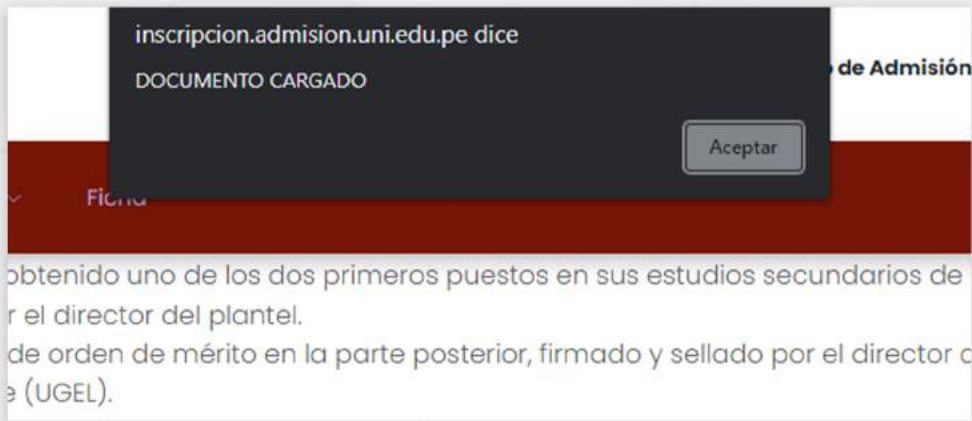 inscripcion.admision.uni.edu.pe dice
DOCUMENTO CARGADO
de Admisión
Aceptar
Ficha
obtenido uno de los dos primeros puestos en sus estudios secundarios de
r el director del plantel.
de orden de mérito en la parte posterior, firmado y sellado por el director
e (UGEL).